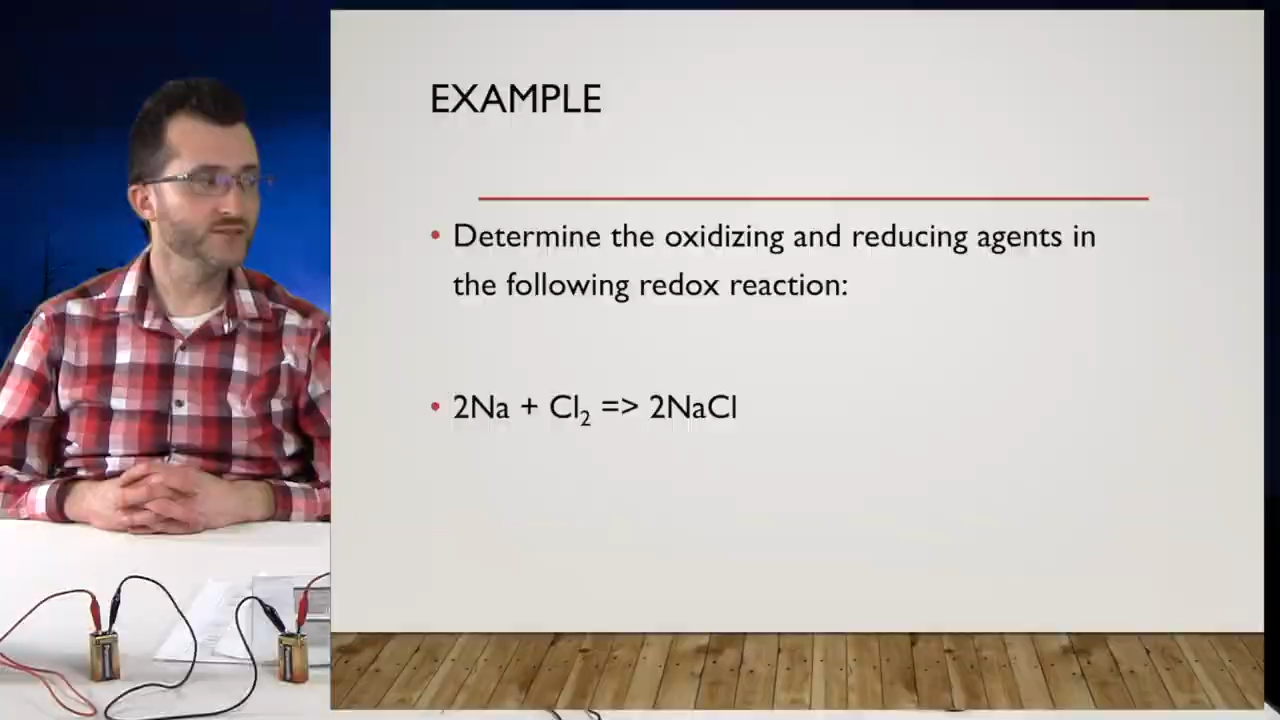 EXAMPLE
• Determine the oxidizing and reducing agents in
the following redox reaction:
• 2Na + Cl₂ => 2NaCl